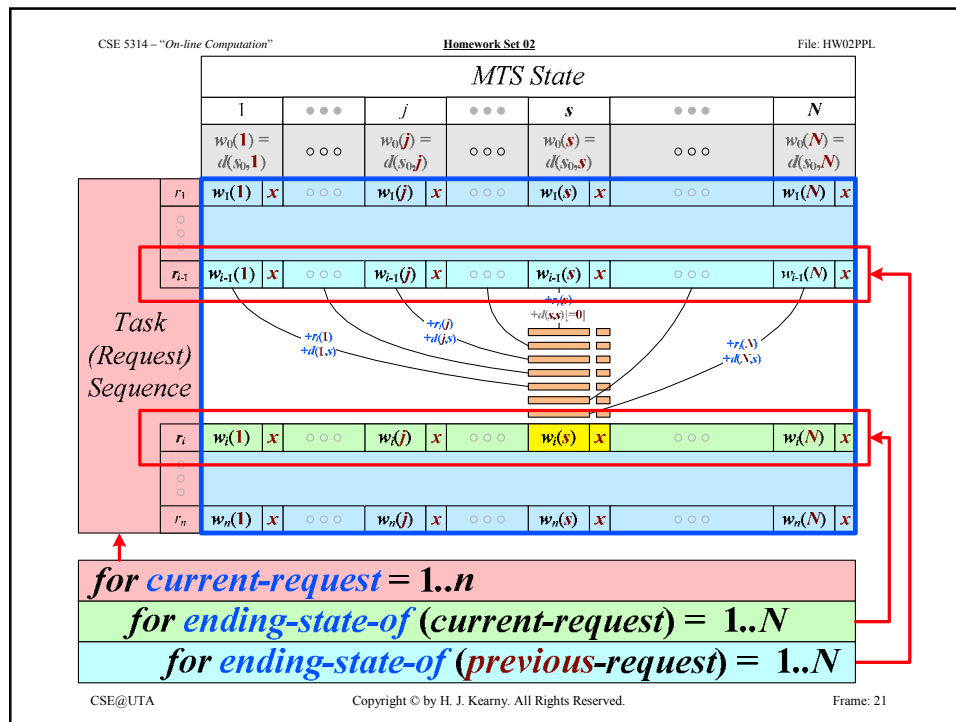 CSE 5314 – “On-line Computation” Homework Set 02 File: HW02PPL
MTS State
1 ●●● j ●●● s ●●● N
w₀(1) = w₀(j) = w₀(s) = w₀(N) =
d(s₀,1) ○○○ d(s₀,j) ○○○ d(s₀,s) ○○○ d(s₀,N)
r₁ w₁(1) x ○○○ w₁(j) x ○○○ w₁(s) x ○○○ w₁(N) x
○○○
rᵢ₋₁ wᵢ₋₁(1) x ○○○ wᵢ₋₁(j) x ○○○ wᵢ₋₁(s) x ○○○ wᵢ₋₁(N) x
+rᵢ(s)
+d(s,s)[=0]
+rᵢ(1)
+d(1,s)
+rᵢ(j)
+d(j,s)
+rᵢ(N)
+d(N,s)
Task
(Request)
Sequence
rᵢ wᵢ(1) x ○○○ wᵢ(j) x ○○○ wᵢ(s) x ○○○ wᵢ(N) x
○○○
rₙ wₙ(1) x ○○○ wₙ(j) x ○○○ wₙ(s) x ○○○ wₙ(N) x
for current-request = 1..n
for ending-state-of (current-request) = 1..N
for ending-state-of (previous-request) = 1..N
CSE@UTA Copyright © by H. J. Kearny. All Rights Reserved. Frame: 21